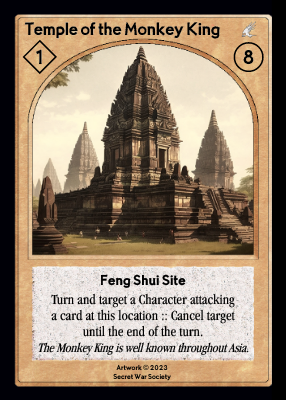 Temple of the Monkey King
1
8
Feng Shui Site
Turn and target a Character attacking
a card at this location :: Cancel target
until the end of the turn.
The Monkey King is well known throughout Asia.
Artwork © 2023
Secret War Society